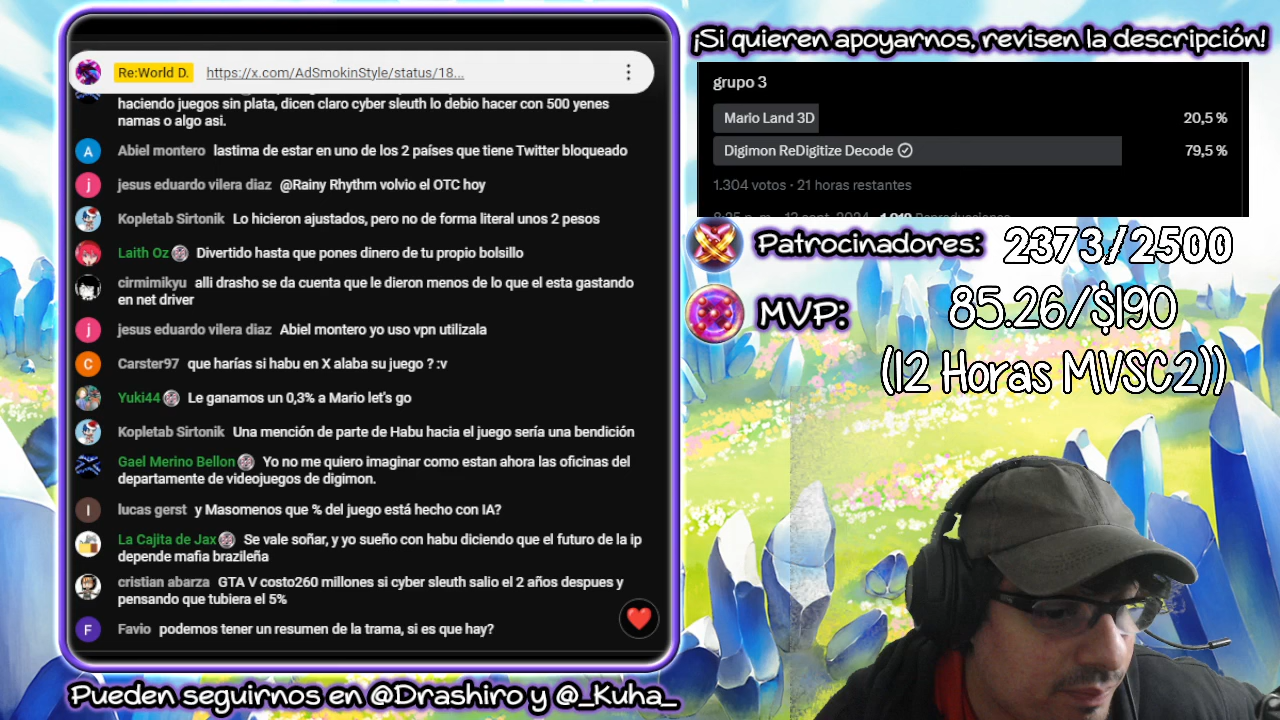 Re:World D. https://x.com/AdSmokinStyle/status/18...
haciendo juegos sin plata, dicen claro cyber sleuth lo debio hacer con 500 yenes
namas o algo asi.
A Abiel montero lastima de estar en uno de los 2 países que tiene Twitter bloqueado
j jesus eduardo vilera diaz @Rainy Rhythm volvio el OTC hoy
Kopletab Sirtonik Lo hicieron ajustados, pero no de forma literal unos 2 pesos
Laith Oz Divertido hasta que pones dinero de tu propio bolsillo
cirmimikyu alli drasho se da cuenta que le dieron menos de lo que el esta gastando
en net driver
j jesus eduardo vilera diaz Abiel montero yo uso vpn utilizala
C Carster97 que harías si habu en X alaba su juego ? :v
Yuki44 Le ganamos un 0,3% a Mario let's go
Kopletab Sirtonik Una mención de parte de Habu hacia el juego sería una bendición
Gael Merino Bellon Yo no me quiero imaginar como estan ahora las oficinas del
departamente de videojuegos de digimon.
l lucas gerst y Masomenos que % del juego está hecho con IA?
La Cajita de Jax Se vale soñar, y yo sueño con habu diciendo que el futuro de la ip
depende mafia brazileña
cristian abarza GTA V costo260 millones si cyber sleuth salio el 2 años despues y
pensando que tubiera el 5%
F Favio podemos tener un resumen de la trama, si es que hay?
Pueden seguirnos en @Drashiro y @_Kuha_
¡Si quieren apoyarnos, revisen la descripción!
grupo 3
Mario Land 3D 20,5 %
Digimon ReDigitize Decode 79,5 %
1.304 votos · 21 horas restantes
Patrocinadores: 2373/2500
MVP: 85.26/$190
(12 Horas MVSC2))